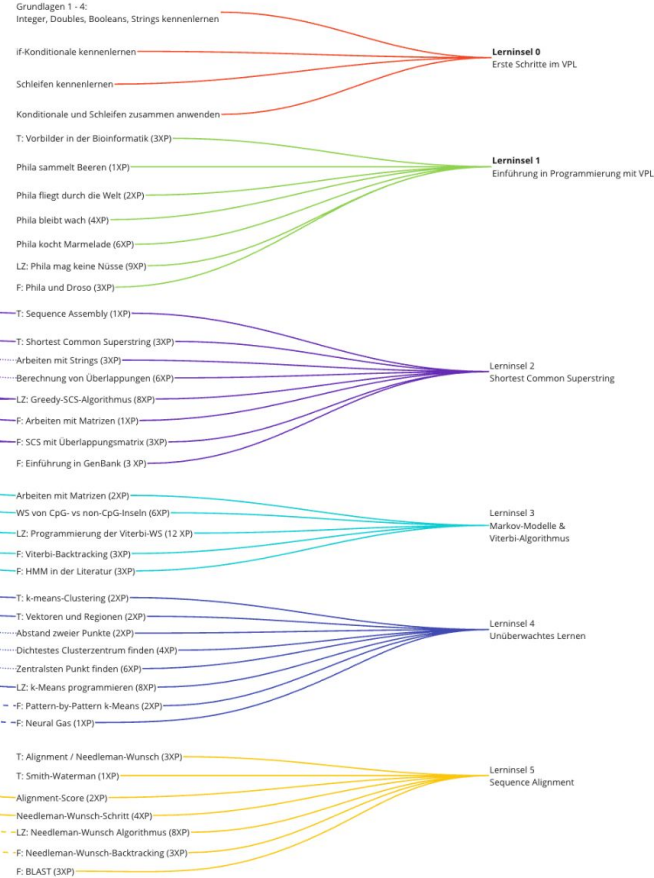 Grundlagen 1 - 4:
Integer, Doubles, Booleans, Strings kennenlernen
if-Konditionale kennenlernen
Schleifen kennenlernen
Konditionale und Schleifen zusammen anwenden
Lerninsel 0
Erste Schritte im VPL
T: Vorbilder in der Bioinformatik (3XP)
Phila sammelt Beeren (1XP)
Phila fliegt durch die Welt (2XP)
Phila bleibt wach (4XP)
Phila kocht Marmelade (6XP)
LZ: Phila mag keine Nüsse (9XP)
F: Phila und Droso (3XP)
Lerninsel 1
Einführung in Programmierung mit VPL
T: Sequence Assembly (1XP)
T: Shortest Common Superstring (3XP)
Arbeiten mit Strings (3XP)
Berechnung von Überlappungen (6XP)
LZ: Greedy-SCS-Algorithmus (8XP)
F: Arbeiten mit Matrizen (1XP)
F: SCS mit Überlappungsmatrix (3XP)
F: Einführung in GenBank (3 XP)
Lerninsel 2
Shortest Common Superstring
Arbeiten mit Matrizen (2XP)
WS von CpG- vs non-CpG-Inseln (6XP)
LZ: Programmierung der Viterbi-WS (12 XP)
F: Viterbi-Backtracking (3XP)
F: HMM in der Literatur (3XP)
Lerninsel 3
Markov-Modelle &
Viterbi-Algorithmus
T: k-means-Clustering (2XP)
T: Vektoren und Regionen (2XP)
Abstand zweier Punkte (2XP)
Dichtestes Clusterzentrum finden (4XP)
Zentralsten Punkt finden (6XP)
LZ: k-Means programmieren (8XP)
F: Pattern-by-Pattern k-Means (2XP)
F: Neural Gas (1XP)
Lerninsel 4
Unüberwachtes Lernen
T: Alignment / Needleman-Wunsch (3XP)
T: Smith-Waterman (1XP)
Alignment-Score (2XP)
Needleman-Wunsch-Schritt (4XP)
LZ: Needleman-Wunsch Algorithmus (8XP)
F: Needleman-Wunsch-Backtracking (3XP)
F: BLAST (3XP)
Lerninsel 5
Sequence Alignment